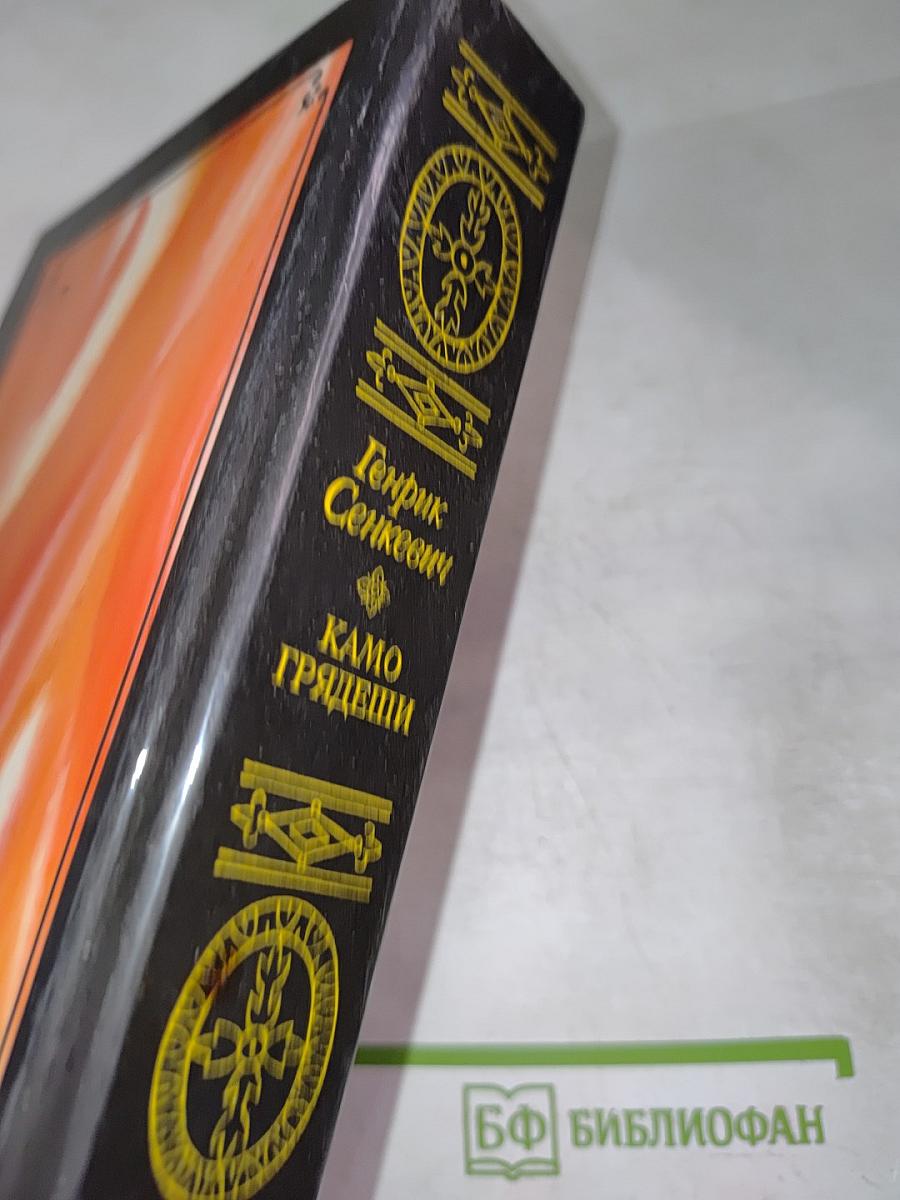 Генрик
Сенкевич
КАМО
ГРЯДЕШИ
БФ БИБЛИОФАН